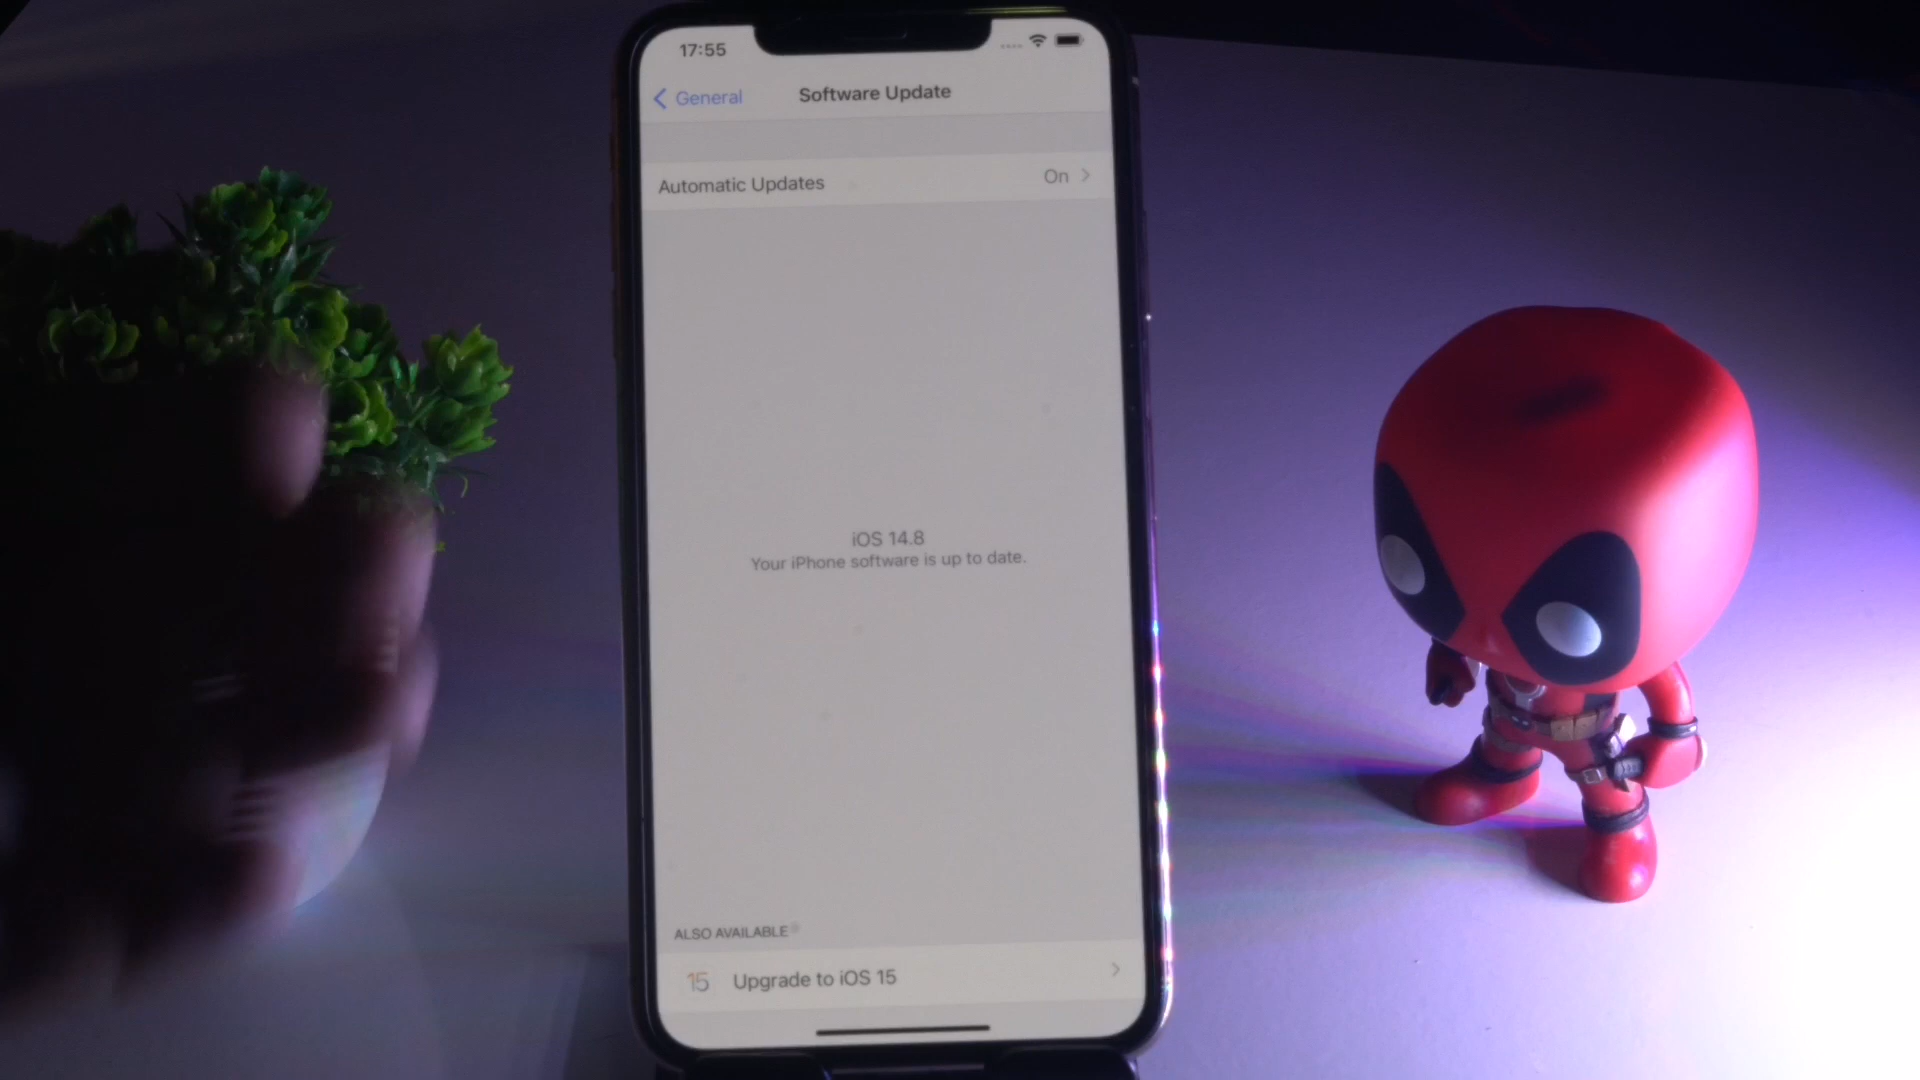 17:55
General
Software Update
Automatic Updates
On
iOS 14.8
Your iPhone software is up to date.
ALSO AVAILABLE
15
Upgrade to iOS 15